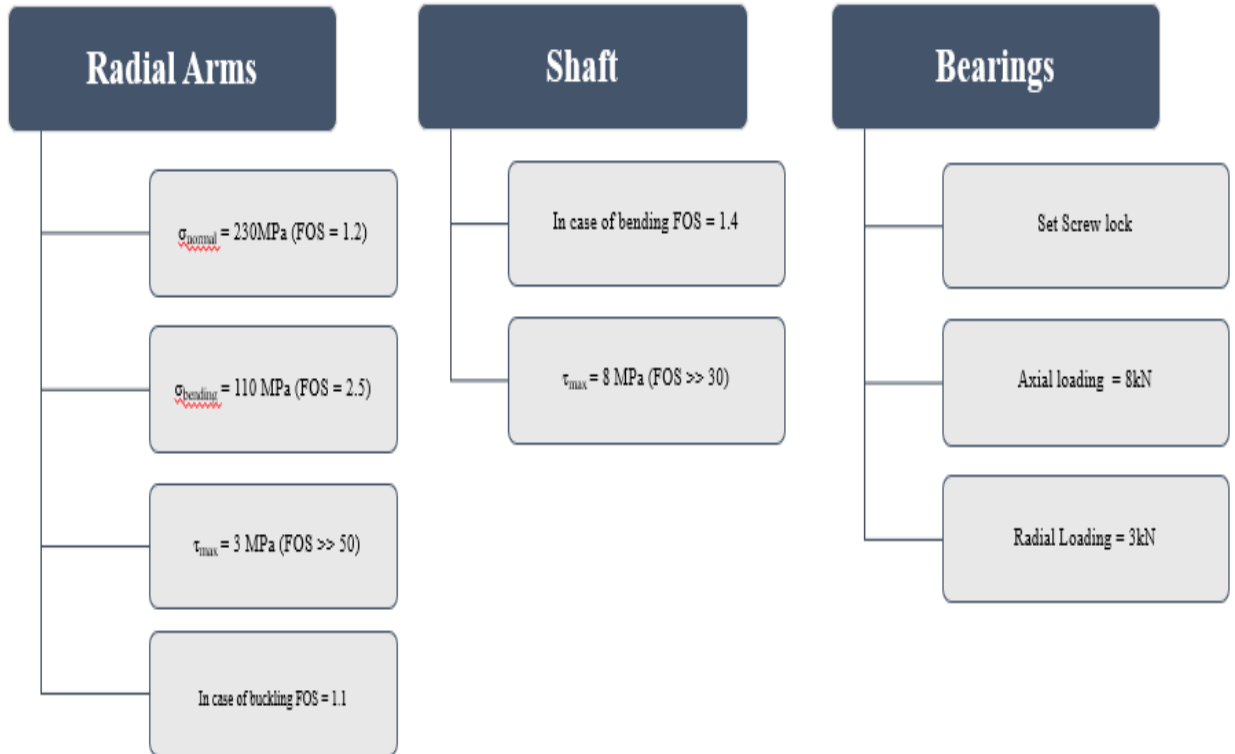 Radial Arms
σnormal = 230MPa (FOS = 1.2)
σbending = 110 MPa (FOS = 2.5)
τmax = 3 MPa (FOS >> 50)
In case of buckling FOS = 1.1
Shaft
In case of bending FOS = 1.4
τmax = 8 MPa (FOS >> 30)
Bearings
Set Screw lock
Axial loading = 8kN
Radial Loading = 3kN